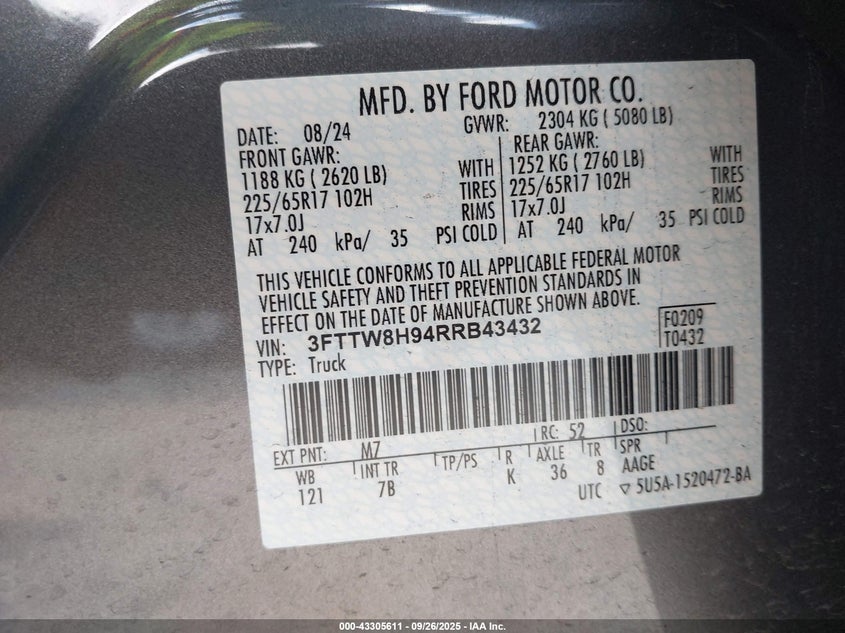 MFD. BY FORD MOTOR CO.
DATE: 08/24 GVWR: 2304 KG ( 5080 LB)
FRONT GAWR: REAR GAWR:
1188 KG ( 2620 LB) WITH 1252 KG ( 2760 LB) WITH
225/65R17 102H TIRES 225/65R17 102H TIRES
17x7.0J RIMS 17x7.0J RIMS
AT 240 kPa/ 35 PSI COLD AT 240 kPa/ 35 PSI COLD
THIS VEHICLE CONFORMS TO ALL APPLICABLE FEDERAL MOTOR
VEHICLE SAFETY AND THEFT PREVENTION STANDARDS IN
EFFECT ON THE DATE OF MANUFACTURE SHOWN ABOVE.
VIN: 3FTTW8H94RRB43432 F0209
TYPE: Truck T0432
EXT PNT: M7 RC: 52 DSO:
WB INT TR TP/PS R AXLE TR SPR
121 7B K 36 8 AAGE
UTC ▽ 5U5A-1520472-BA
000-43305611 - 09/26/2025 - IAA Inc.